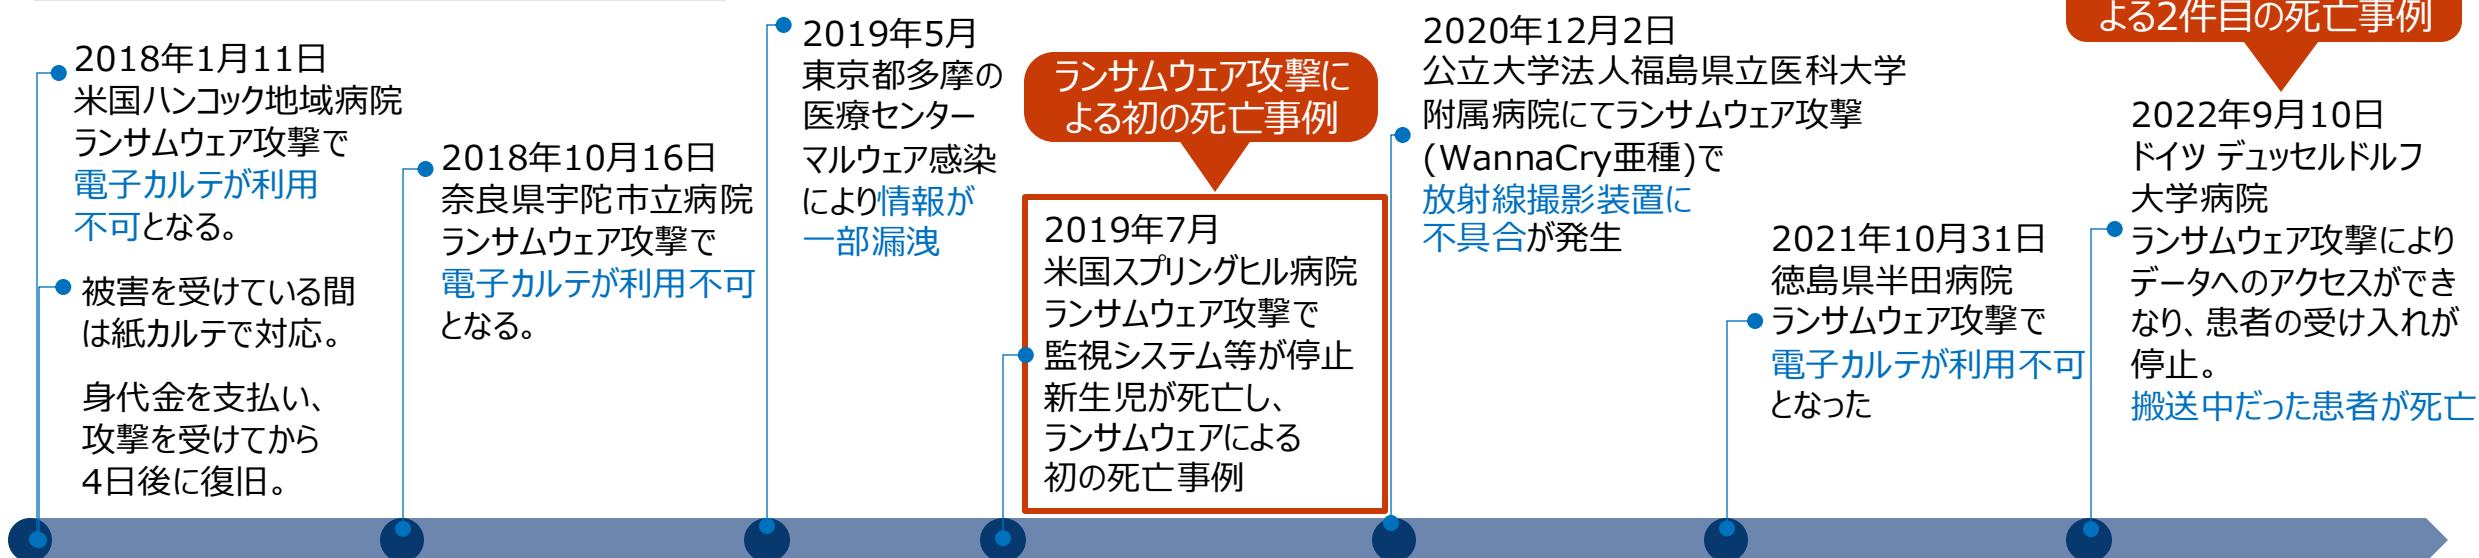 2018年1月11日
米国ハンコック地域病院
ランサムウェア攻撃で
電子カルテが利用
不可となる。
被害を受けている間
は紙カルテで対応。
身代金を支払い、
攻撃を受けてから
4日後に復旧。
2018年10月16日
奈良県宇陀市立病院
ランサムウェア攻撃で
電子カルテが利用不可
となる。
2019年5月
東京都多摩の
医療センター
マルウェア感染
により情報が
一部漏洩
ランサムウェア攻撃に
よる初の死亡事例
2019年7月
米国スプリングヒル病院
ランサムウェア攻撃で
監視システム等が停止
新生児が死亡し、
ランサムウェアによる
初の死亡事例
2020年12月2日
公立大学法人福島県立医科大学
附属病院にてランサムウェア攻撃
(WannaCry亜種)で
放射線撮影装置に
不具合が発生
2021年10月31日
徳島県半田病院
ランサムウェア攻撃で
電子カルテが利用不可
となった
よる2件目の死亡事例
2022年9月10日
ドイツ デュッセルドルフ
大学病院
ランサムウェア攻撃により
データへのアクセスができ
なり、患者の受け入れが
停止。
搬送中だった患者が死亡